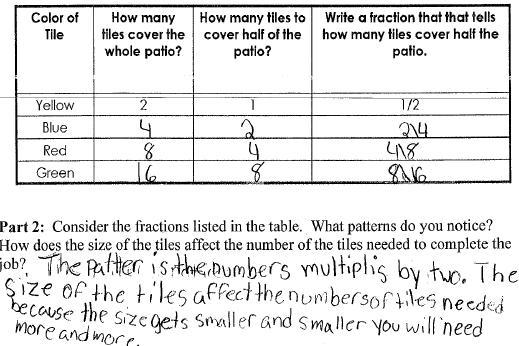 Color of Tile | How many tiles cover the whole patio? | How many tiles to cover half of the patio? | Write a fraction that that tells how many tiles cover half the patio.
Yellow | 2 | 1 | 1/2
Blue | 4 | 2 | 2\4
Red | 8 | 4 | 4\8
Green | 16 | 8 | 8\16
Part 2: Consider the fractions listed in the table. What patterns do you notice?
How does the size of the tiles affect the number of the tiles needed to complete the
job? The patter is the numbers multiplis by two. The
size of the tiles affect the numbers of tiles needed
because the size gets smaller and smaller you will need
more and more.